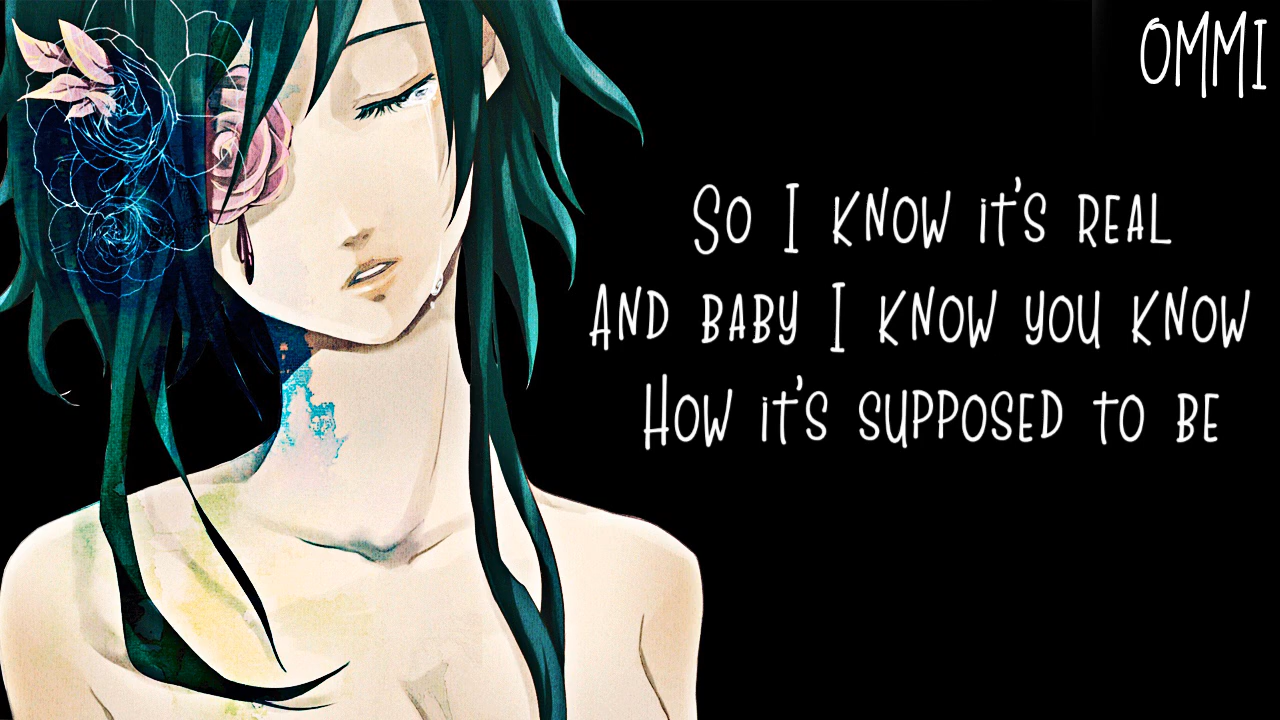 OMMI
So I know it's real
and baby I know you know
How it's supposed to be